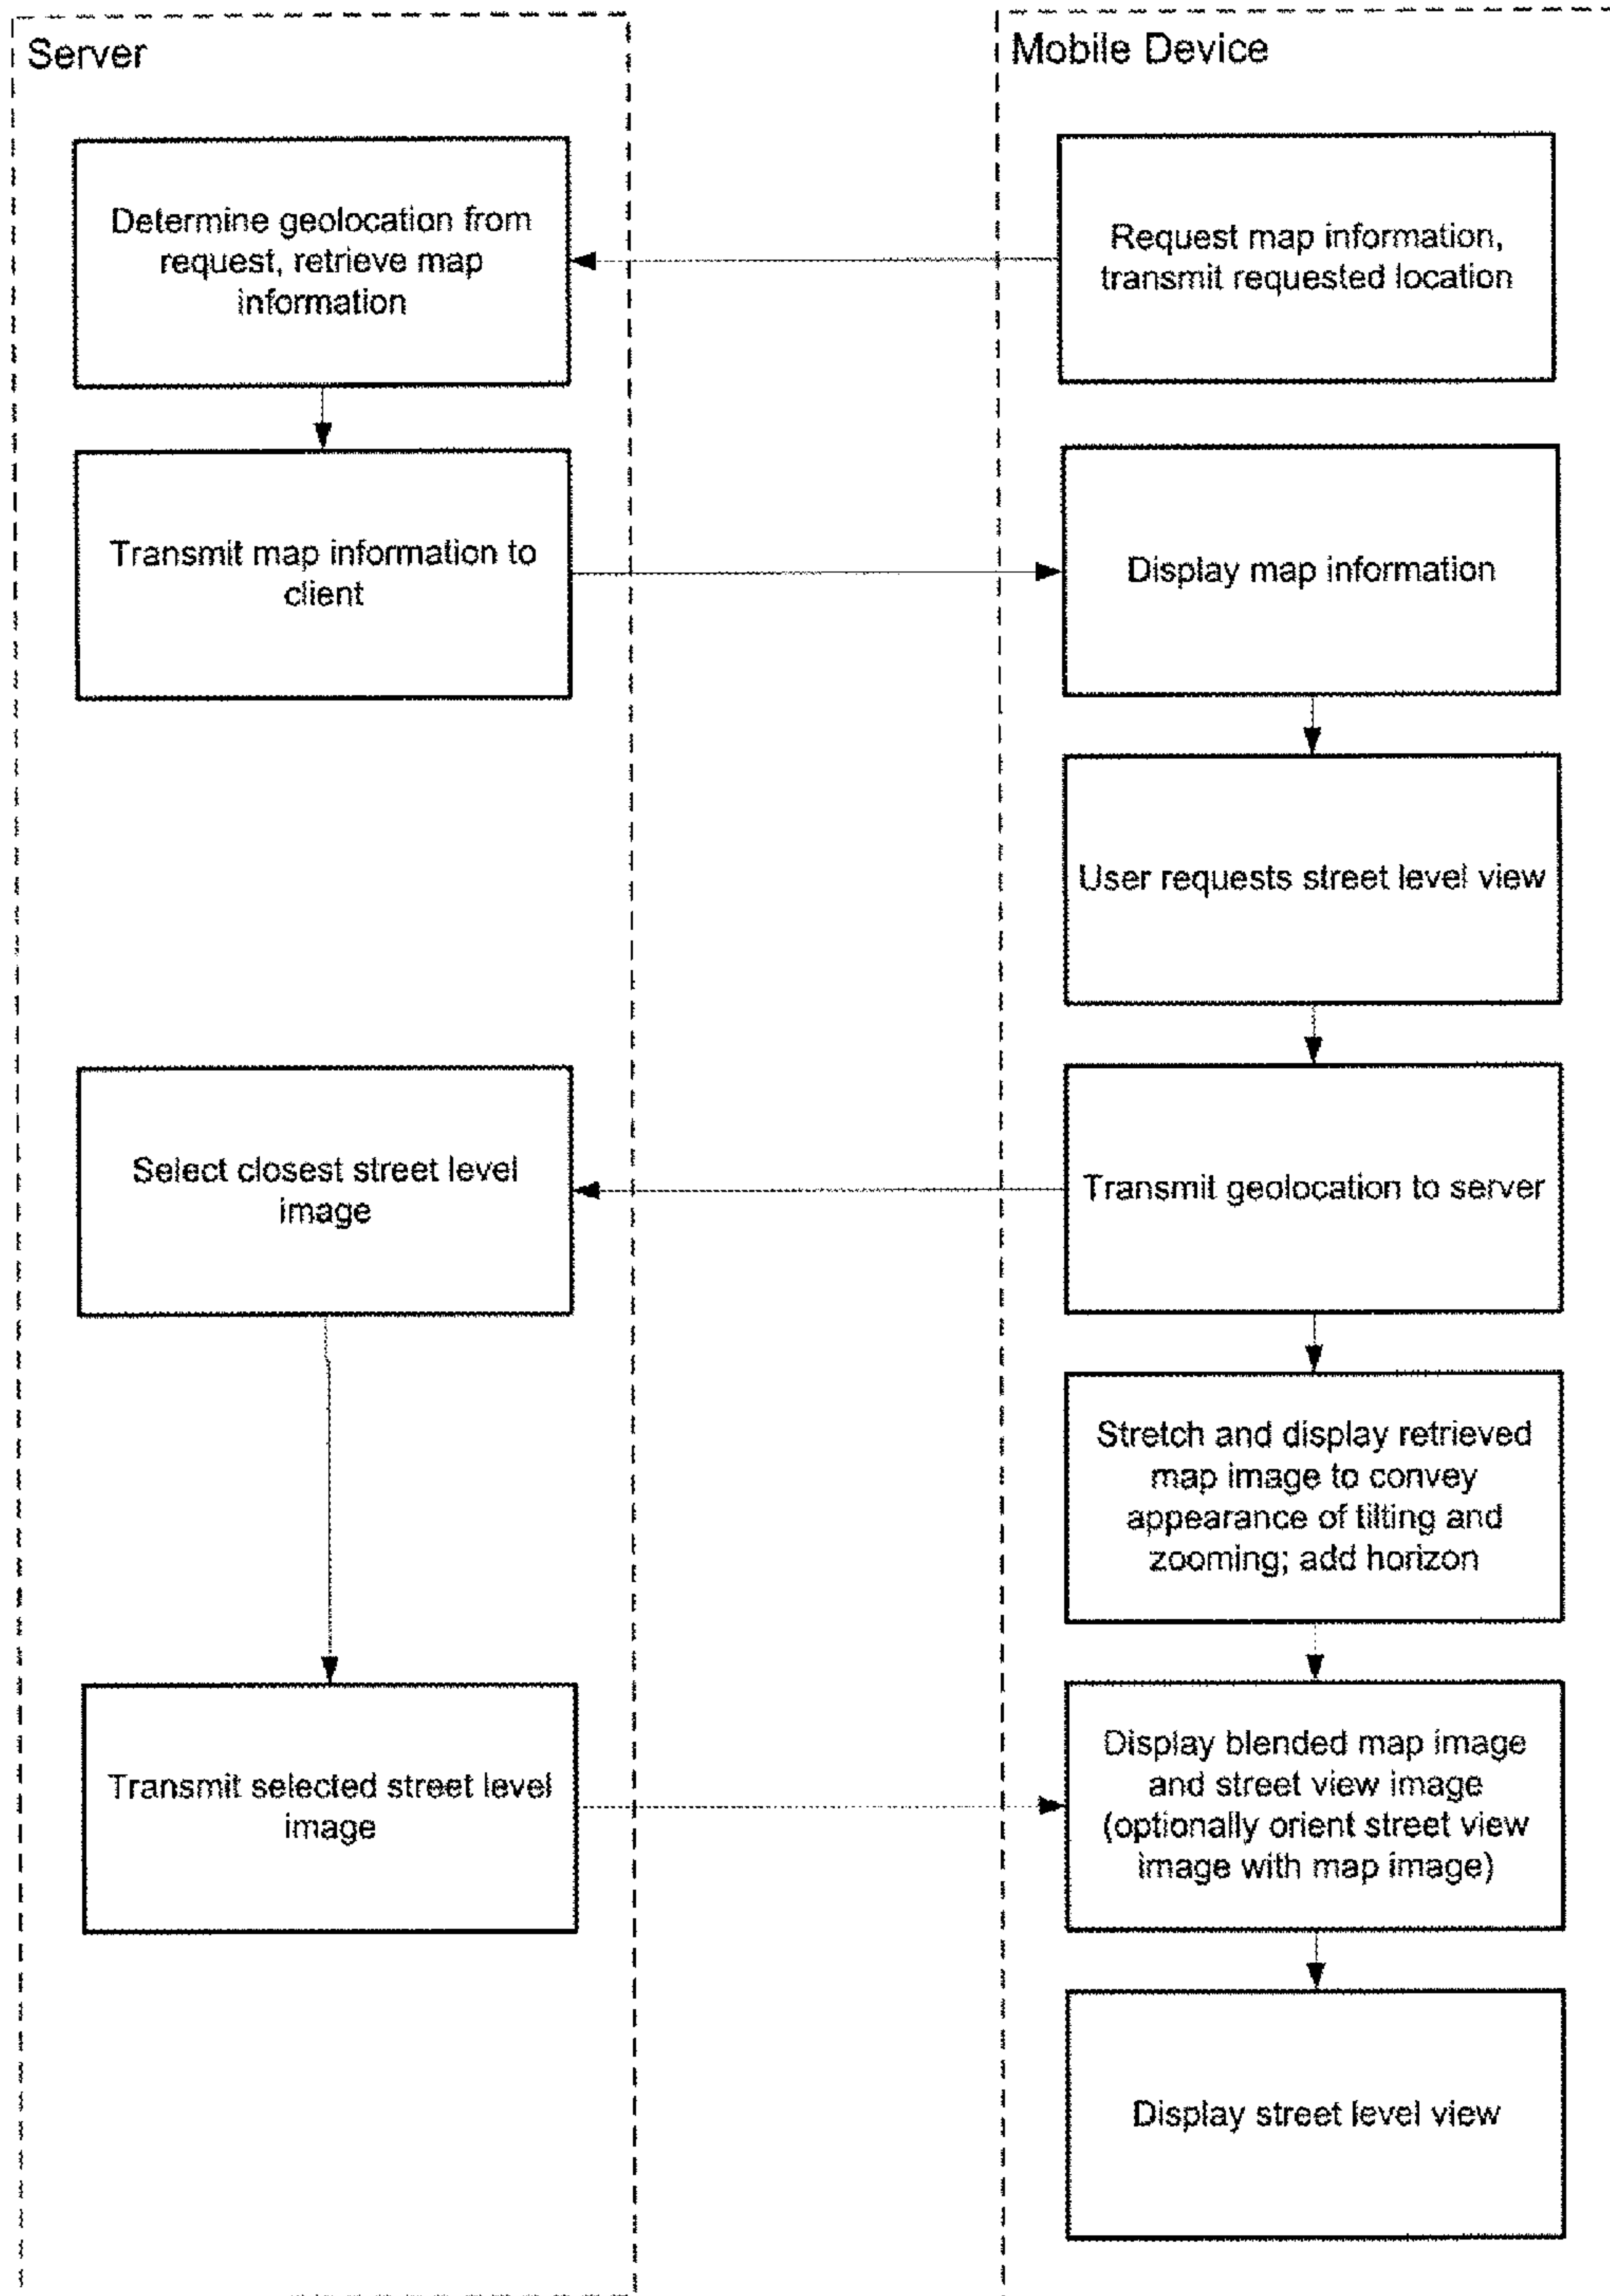 Server
Mobile Device
Determine geolocation from
request, retrieve map
information
Request map information,
transmit requested location
Transmit map information to
client
Display map information
User requests street level view
Select closest street level
image
Transmit geolocation to server
Stretch and display retrieved
map image to convey
appearance of tilting and
zooming; add horizon
Transmit selected street level
image
Display blended map image
and street view image
(optionally orient street view
image with map image)
Display street level view